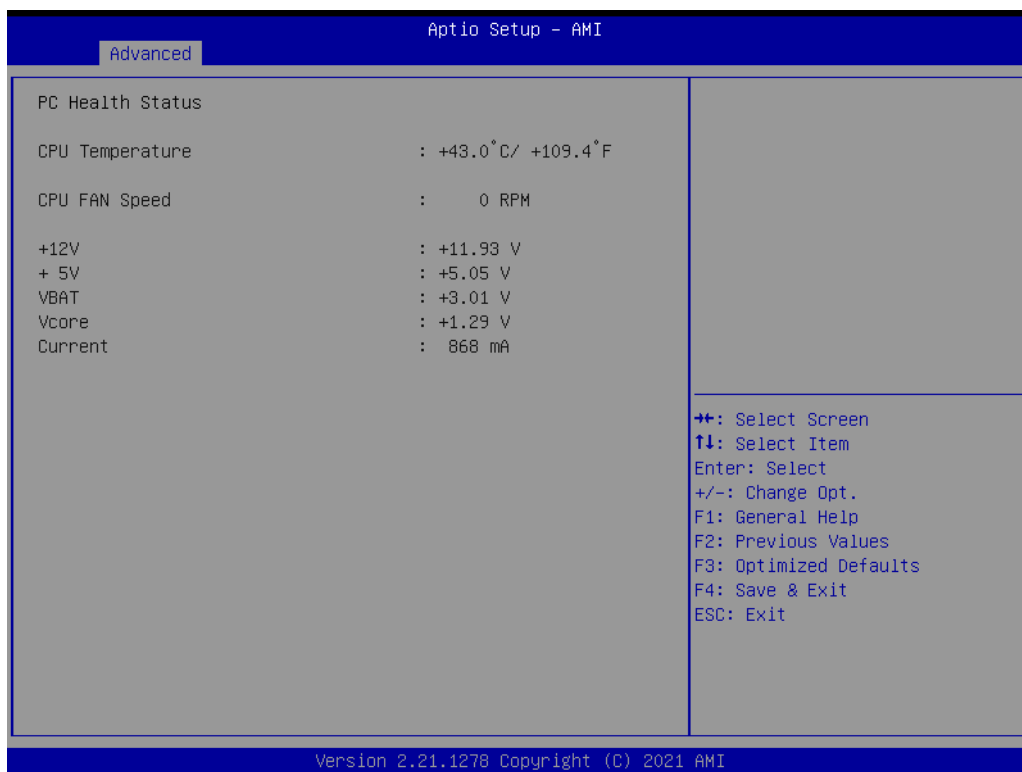 Aptio Setup – AMI
Advanced
PC Health Status
CPU Temperature : +43.0°C/ +109.4°F
CPU FAN Speed : 0 RPM
+12V : +11.93 V
+ 5V : +5.05 V
VBAT : +3.01 V
Vcore : +1.29 V
Current : 868 mA
→←: Select Screen
↑↓: Select Item
Enter: Select
+/-: Change Opt.
F1: General Help
F2: Previous Values
F3: Optimized Defaults
F4: Save & Exit
ESC: Exit
Version 2.21.1278 Copyright (C) 2021 AMI